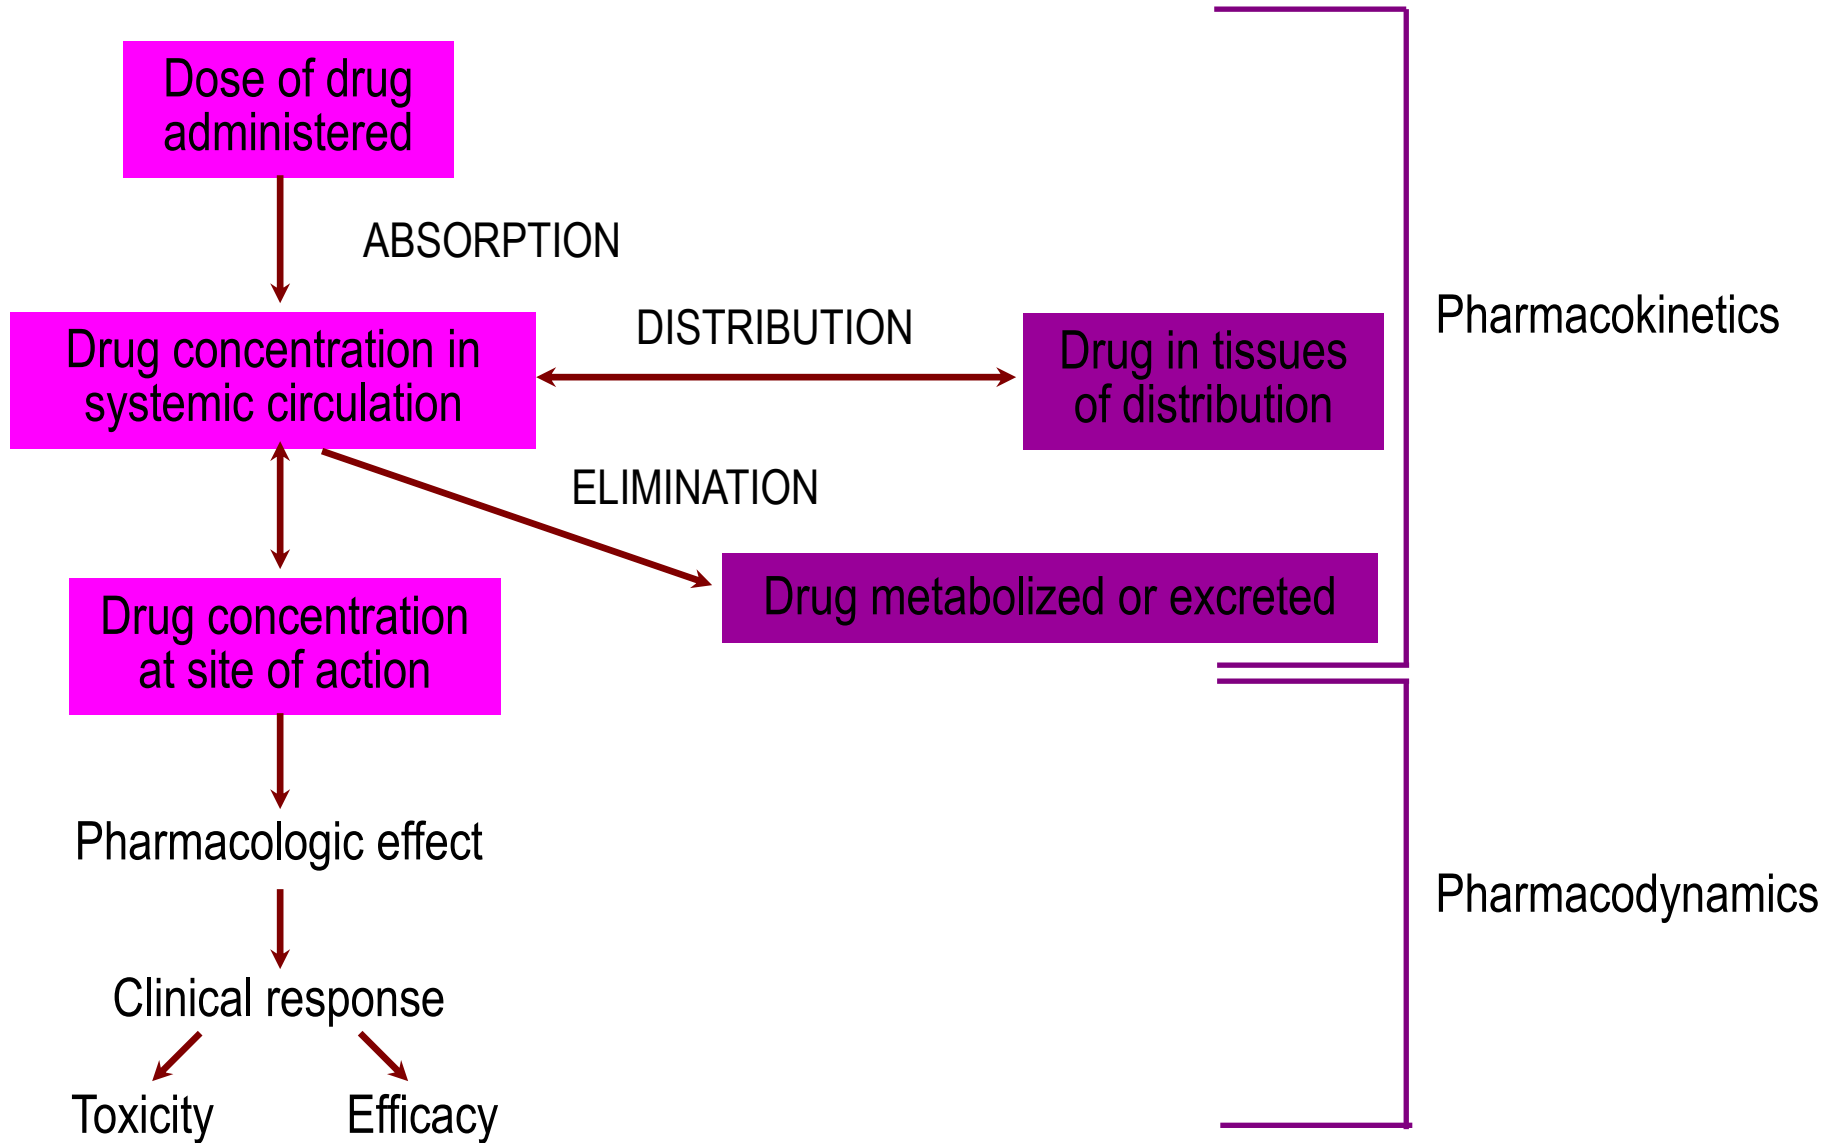 Dose of drug
administered
ABSORPTION
DISTRIBUTION
Pharmacokinetics
Drug concentration in
systemic circulation
Drug in tissues
of distribution
ELIMINATION
Drug metabolized or excreted
Drug concentration
at site of action
Pharmacologic effect
Pharmacodynamics
Clinical response
Toxicity
Efficacy